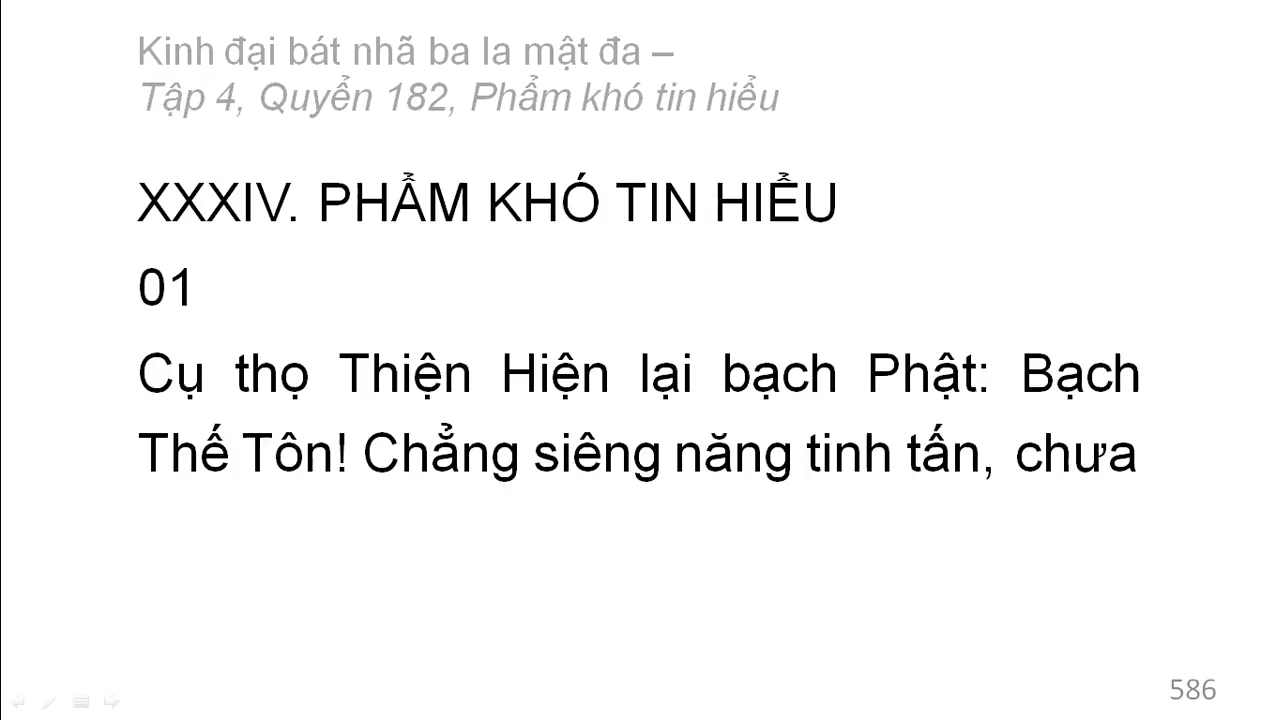 Kinh đại bát nhã ba la mật đa –
Tập 4, Quyển 182, Phẩm khó tin hiểu
XXXIV. PHẨM KHÓ TIN HIỂU
01
Cụ thọ Thiện Hiện lại bạch Phật: Bạch
Thế Tôn! Chẳng siêng năng tinh tấn, chưa
586